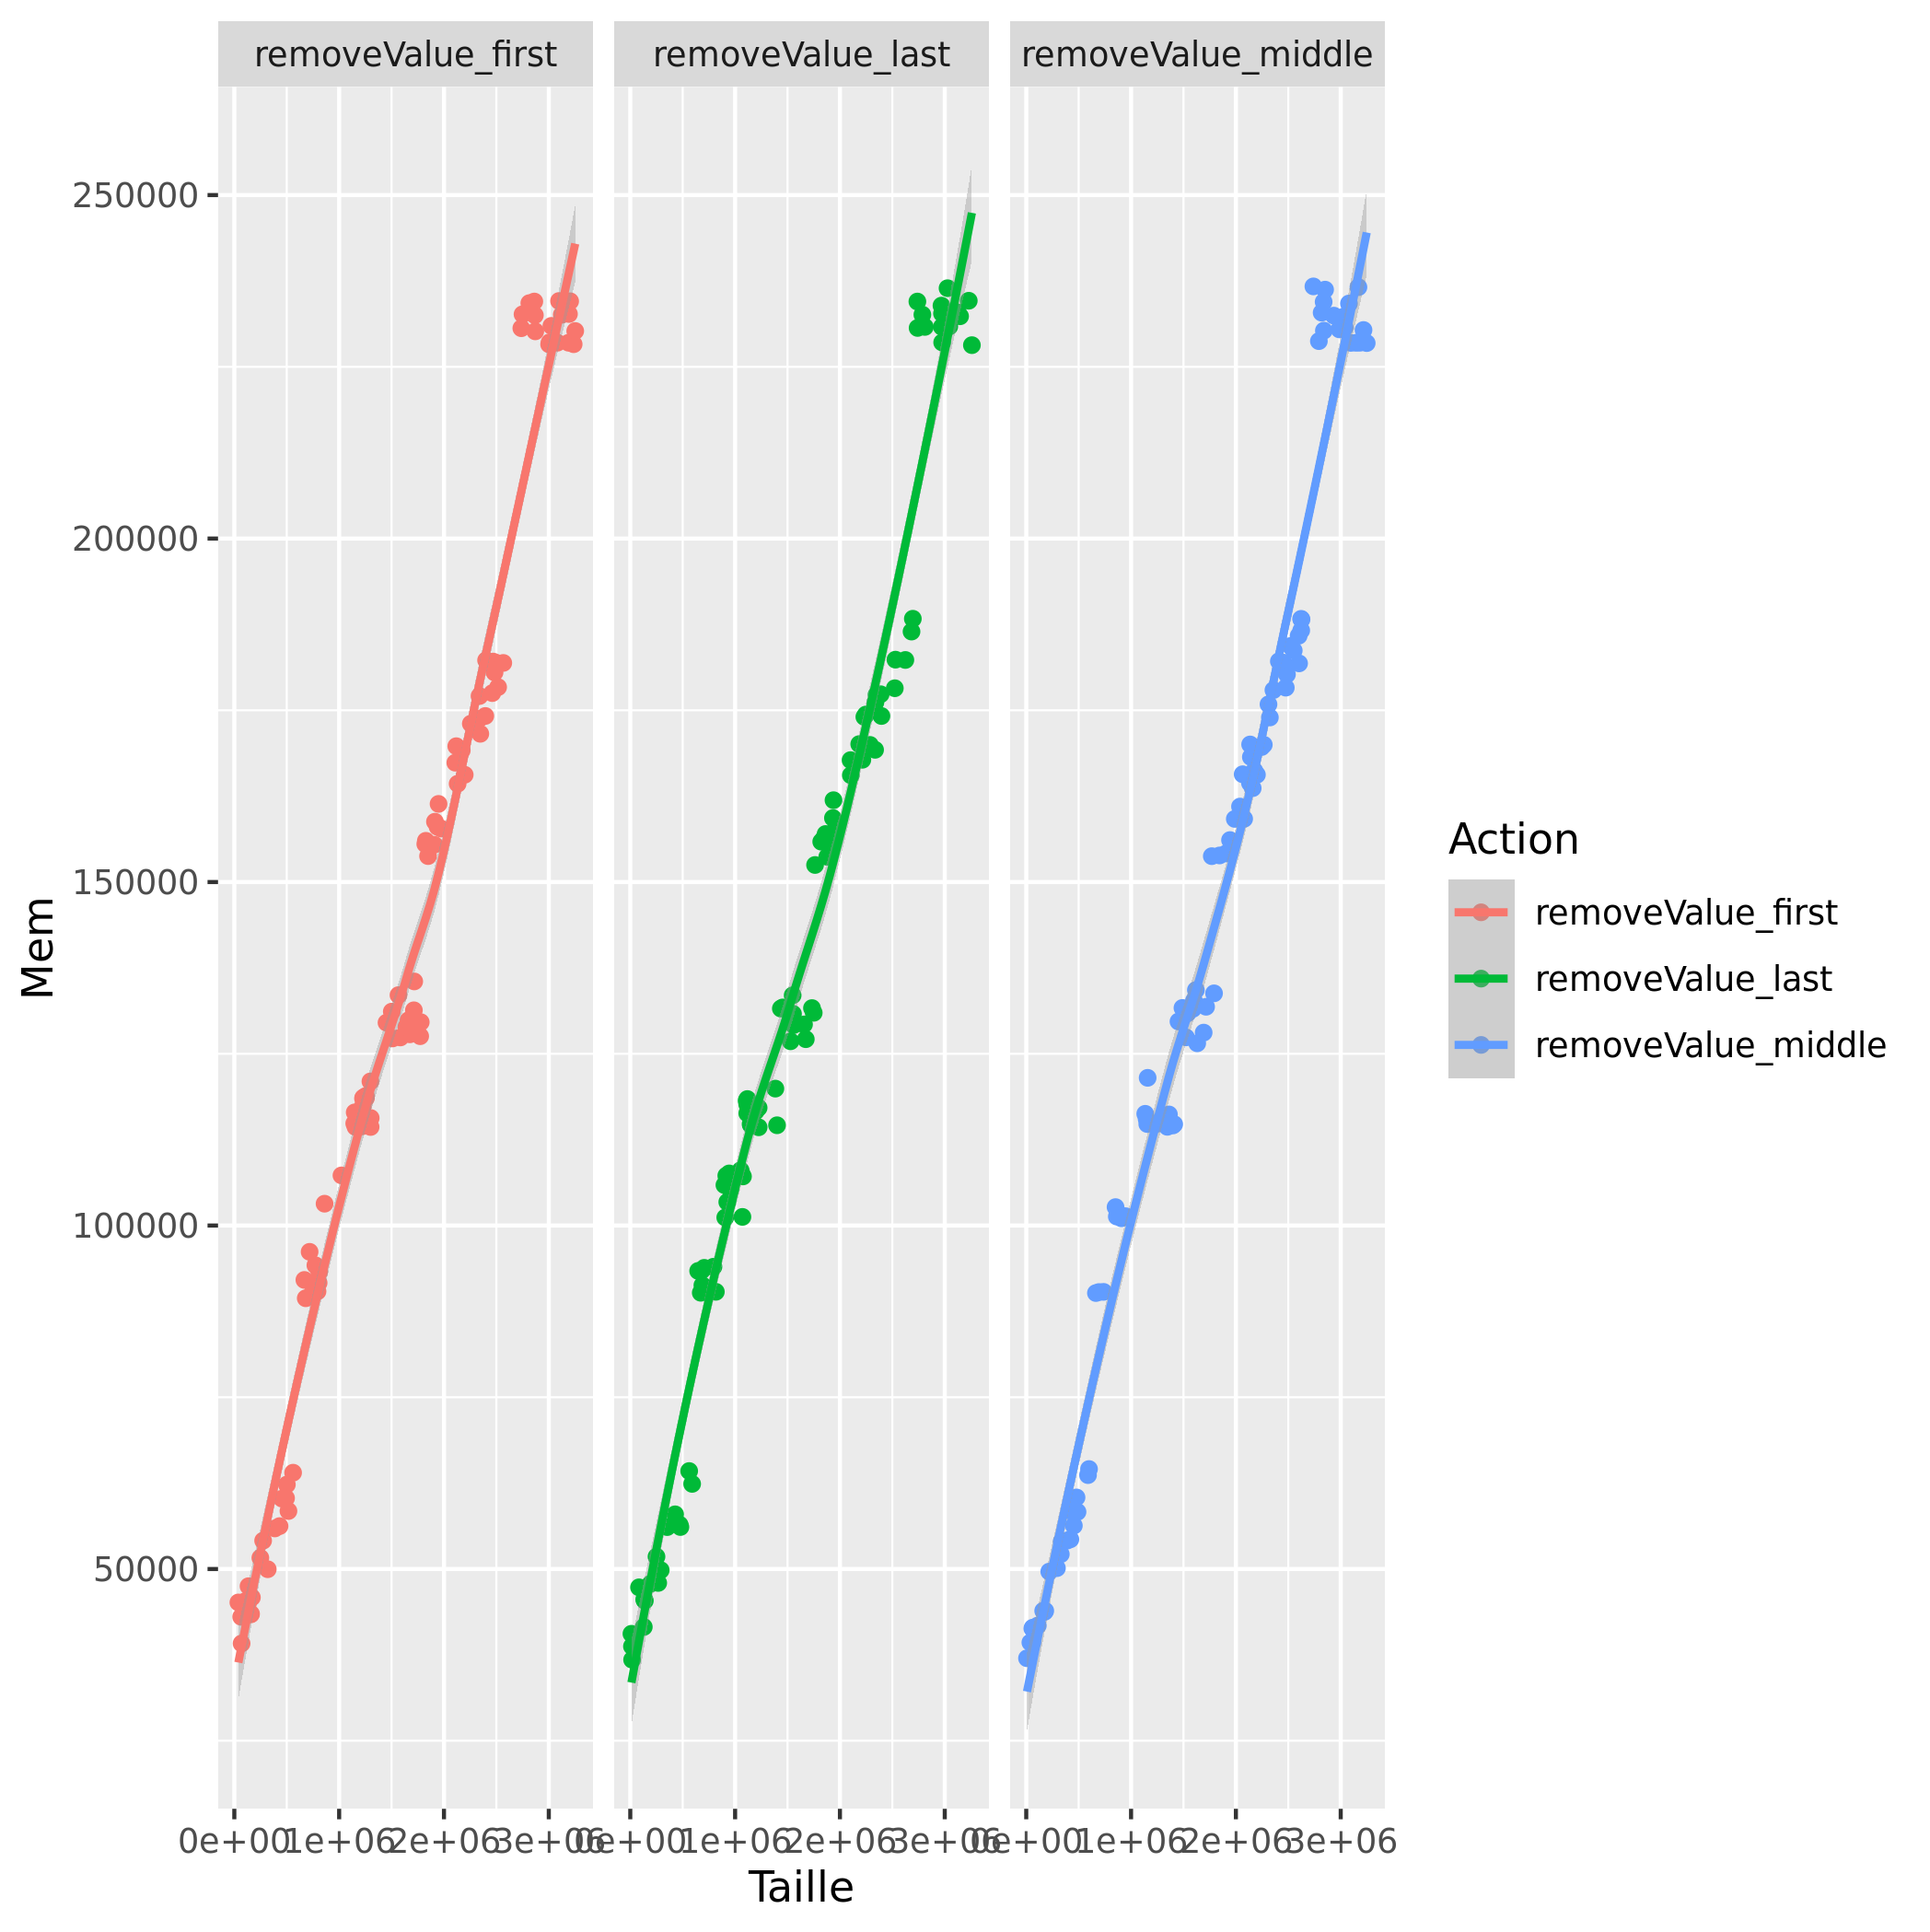 removeValue_first removeValue_last removeValue_middle
250000
200000
150000
100000
50000
Mem
0e+00 1e+06 2e+06 3e+06 0e+00 1e+06 2e+06 3e+06 0e+00 1e+06 2e+06 3e+06
Taille
Action
removeValue_first
removeValue_last
removeValue_middle